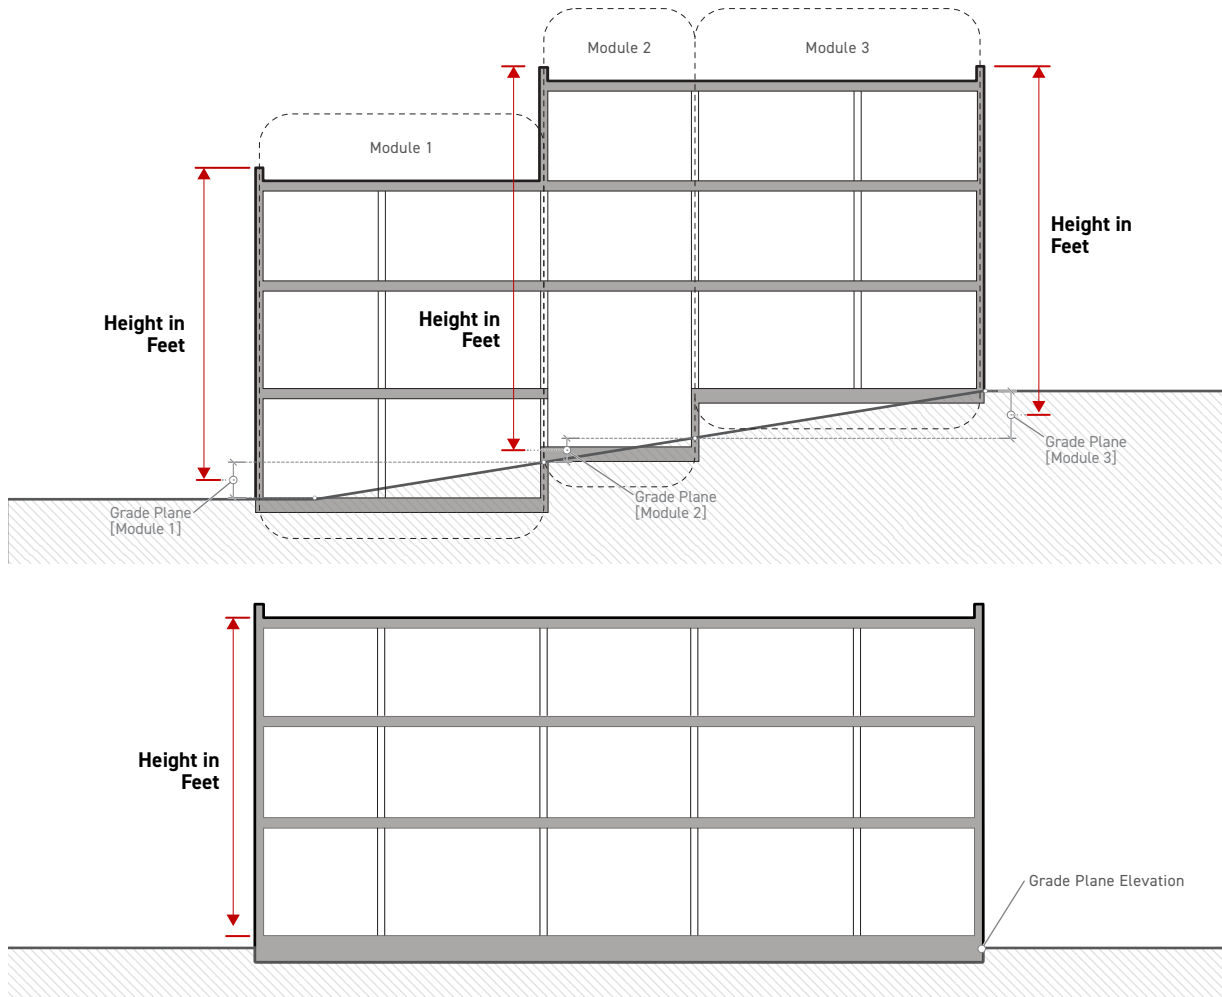 Module 2
Module 3
Module 1
Height in
Feet
Height in
Feet
Height in
Feet
Grade Plane
[Module 3]
Grade Plane
[Module 2]
Grade Plane
[Module 1]
Height in
Feet
Grade Plane Elevation